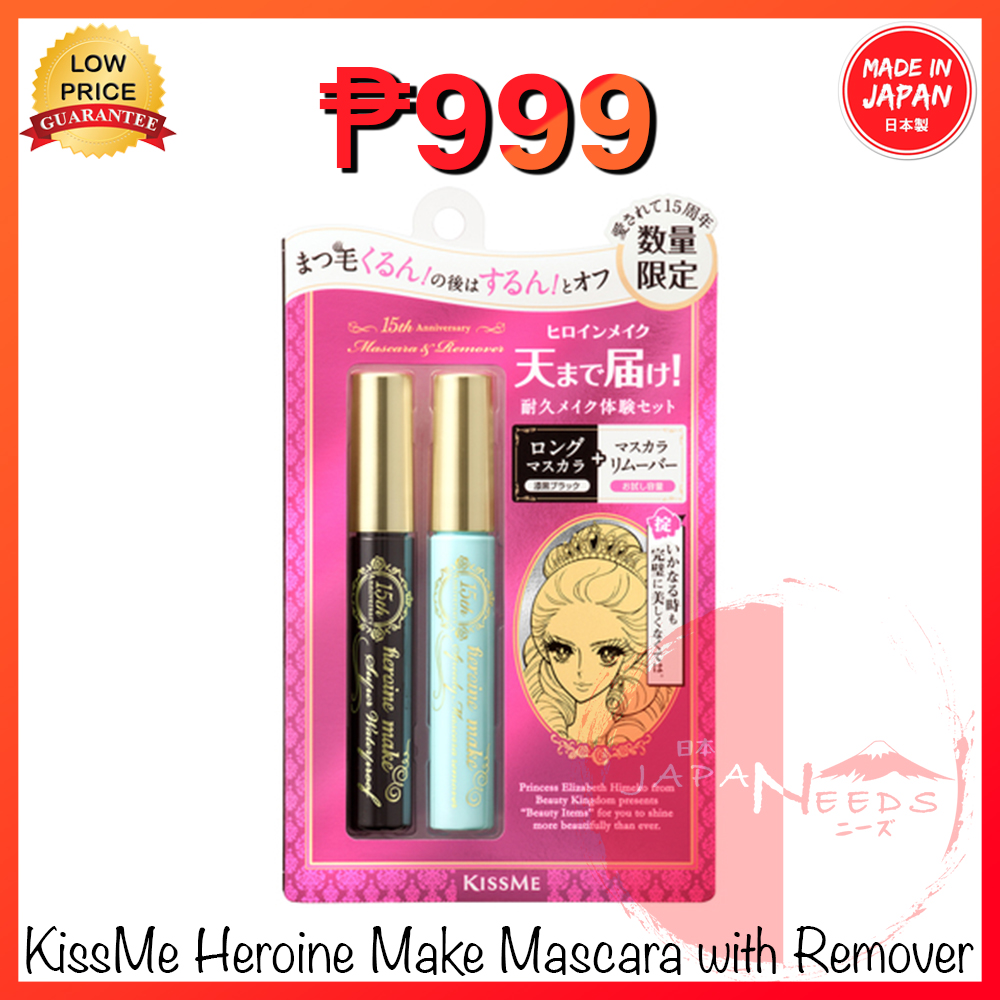 LOW
PRICE
GUARANTEE
₱999
MADE IN
JAPAN
日本製
愛されて15周年
数量
限定
まつ毛くるん!の後はするん!とオフ
15th Anniversary
Mascara & Remover
ヒロインメイク
天まで届け!
耐久メイク体験セット
ロング
マスカラ
漆黒ブラック
+
マスカラ
リムーバー
お試し容量
掟
いかなる時も
完璧に美しくなくては。
15th
ANNIVERSARY
heroine make
Super Waterproof
15th
heroine make
Princess Elizabeth Himeko from
Beauty Kingdom presents
"Beauty Items" for you to shine
more beautifully than ever.
KISSME
日本
JAPANEEDS
ニーズ
KissMe Heroine Make Mascara with Remover